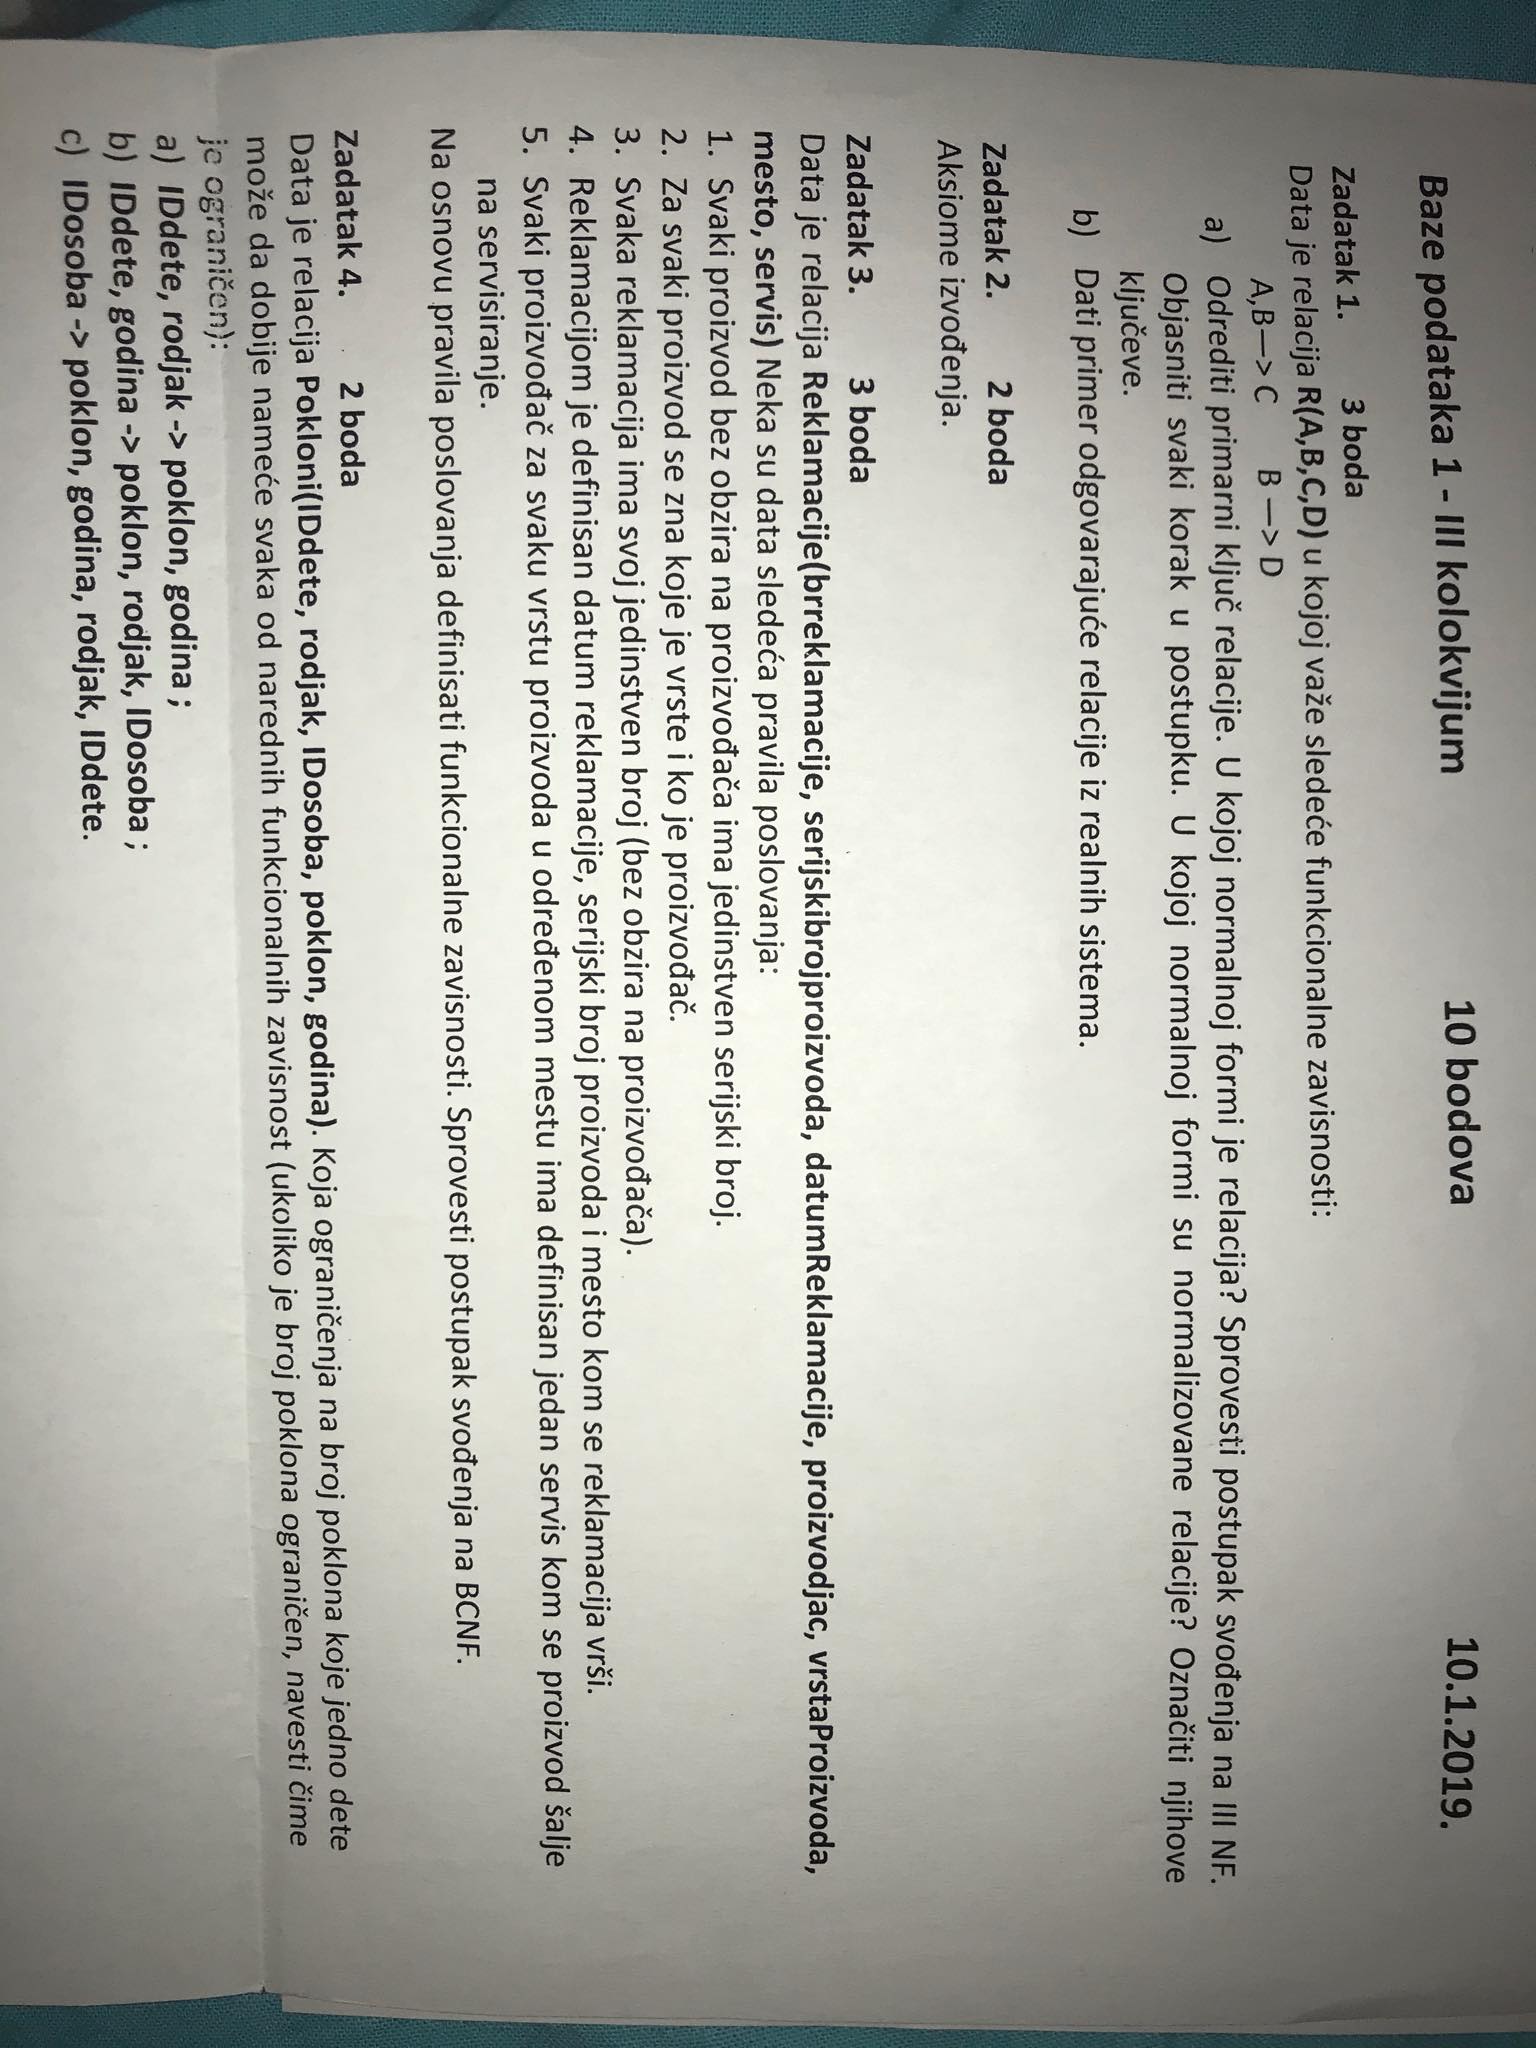 Baze podataka 1 - III kolokvijum 10 bodova 10.1.2019.
Zadatak 1. 3 boda
Data je relacija R(A,B,C,D) u kojoj važe sledeće funkcionalne zavisnosti:
A,B—> C B —> D
a) Odrediti primarni ključ relacije. U kojoj normalnoj formi je relacija? Sprovesti postupak svođenja na III NF.
Objasniti svaki korak u postupku. U kojoj normalnoj formi su normalizovane relacije? Označiti njihove
ključeve.
b) Dati primer odgovarajuće relacije iz realnih sistema.
Zadatak 2. 2 boda
Aksiome izvođenja.
Zadatak 3. 3 boda
Data je relacija Reklamacije(brreklamacije, serijskibrojproizvoda, datumReklamacije, proizvodjac, vrstaProizvoda,
mesto, servis) Neka su data sledeća pravila poslovanja:
1. Svaki proizvod bez obzira na proizvođača ima jedinstven serijski broj.
2. Za svaki proizvod se zna koje je vrste i ko je proizvođač.
3. Svaka reklamacija ima svoj jedinstven broj (bez obzira na proizvođača).
4. Reklamacijom je definisan datum reklamacije, serijski broj proizvoda i mesto kom se reklamacija vrši.
5. Svaki proizvođač za svaku vrstu proizvoda u određenom mestu ima definisan jedan servis kom se proizvod šalje
na servisiranje.
Na osnovu pravila poslovanja definisati funkcionalne zavisnosti. Sprovesti postupak svođenja na BCNF.
Zadatak 4. 2 boda
Data je relacija Pokloni(IDdete, rodjak, IDosoba, poklon, godina). Koja ograničenja na broj poklona koje jedno dete
može da dobije nameće svaka od narednih funkcionalnih zavisnost (ukoliko je broj poklona ograničen, navesti čime
je ograničen):
a) IDdete, rodjak -> poklon, godina ;
b) IDdete, godina -> poklon, rodjak, IDosoba ;
c) IDosoba -> poklon, godina, rodjak, IDdete.